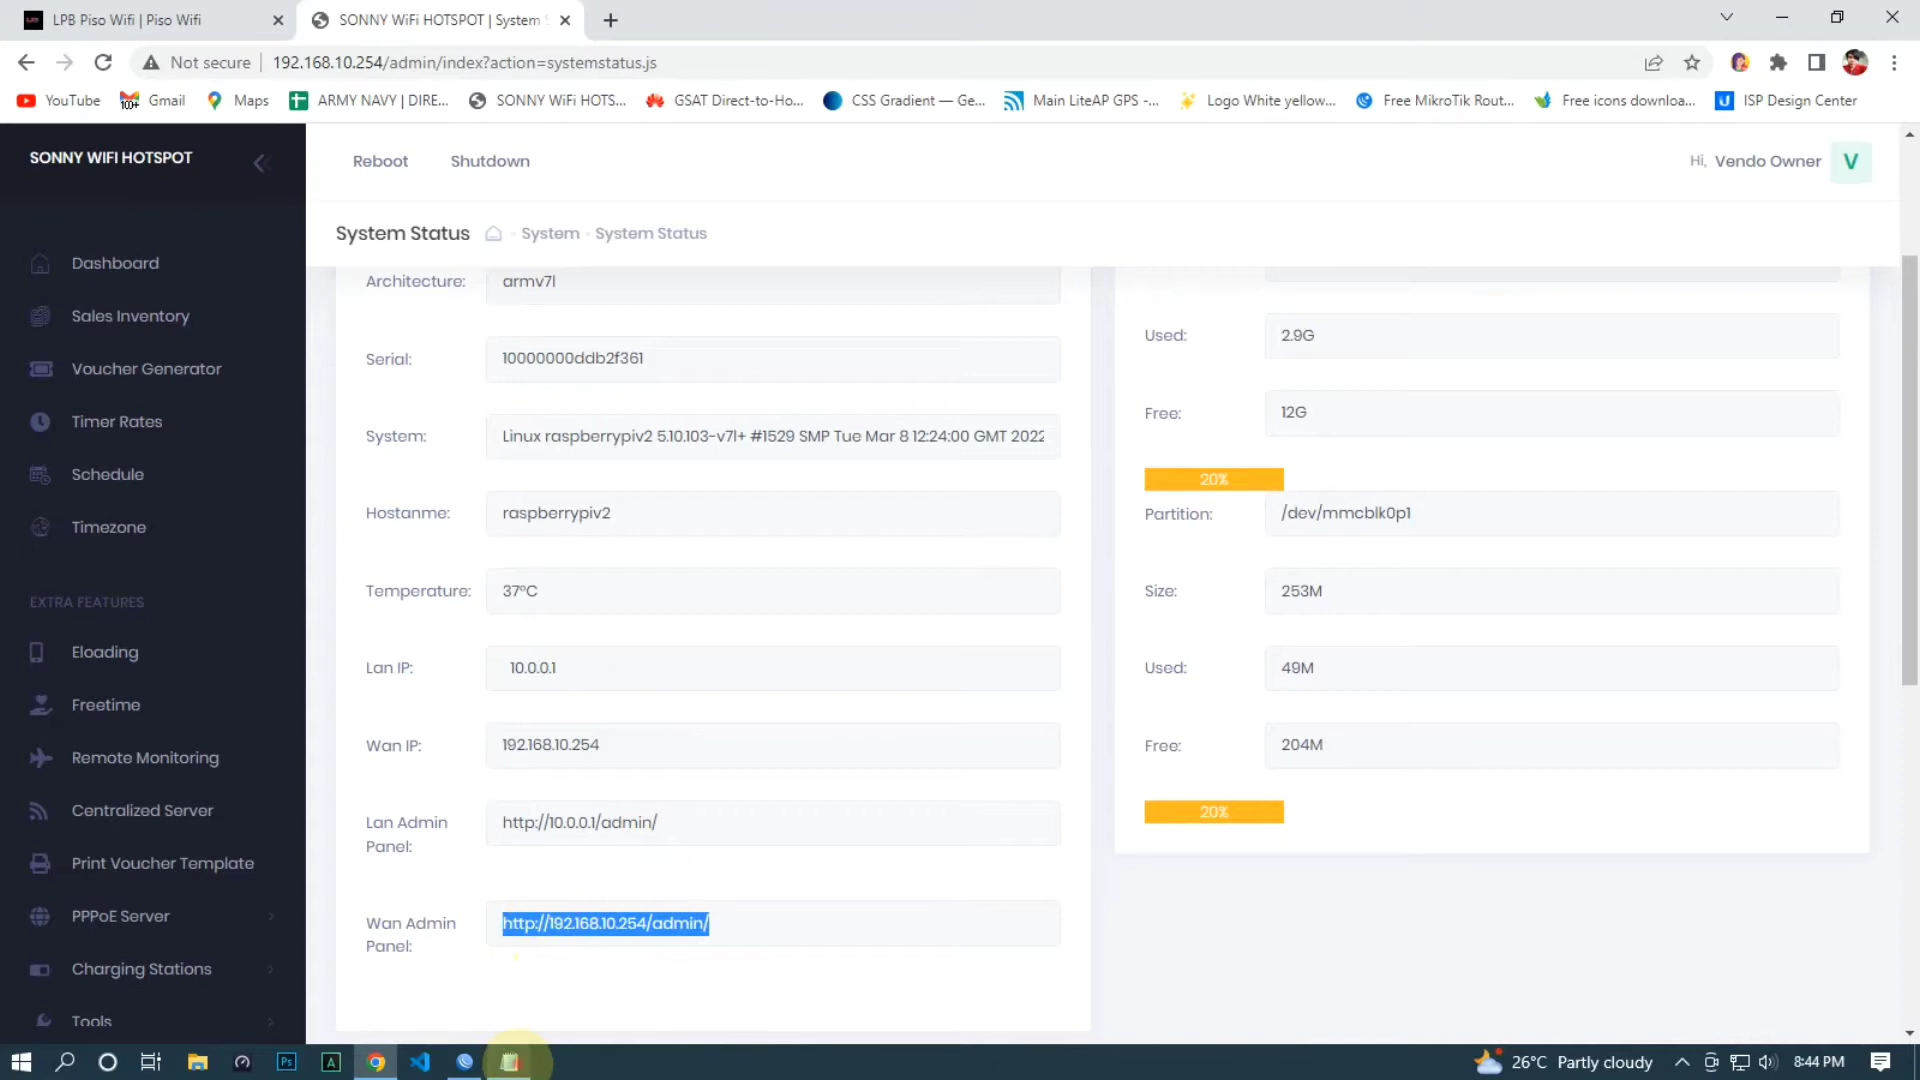 LPB Piso Wifi | Piso Wifi
SONNY WiFi HOTSPOT | System
Not secure
192.168.10.254/admin/index?action=systemstatus.js
YouTube
100+
Gmail
Maps
ARMY NAVY | DIRE...
SONNY WiFi HOTS...
GSAT Direct-to-Ho...
CSS Gradient — Ge...
Main LiteAP GPS -...
Logo White yellow...
Free MikroTik Rout...
Free icons downloa...
ISP Design Center
SONNY WIFI HOTSPOT
Reboot
Shutdown
Hi, Vendo Owner
V
System Status
System
System Status
Dashboard
Sales Inventory
Voucher Generator
Timer Rates
Schedule
Timezone
EXTRA FEATURES
Eloading
Freetime
Remote Monitoring
Centralized Server
Print Voucher Template
PPPoE Server
Charging Stations
Tools
Architecture: armv7l
Serial: 10000000ddb2f361
System: Linux raspberrypiv2 5.10.103-v7l+ #1529 SMP Tue Mar 8 12:24:00 GMT 2022
Hostanme: raspberrypiv2
Temperature: 37°C
Lan IP: 10.0.0.1
Wan IP: 192.168.10.254
Lan Admin Panel: http://10.0.0.1/admin/
Wan Admin Panel: http://192.168.10.254/admin/
Used: 2.9G
Free: 12G
20%
Partition: /dev/mmcblk0p1
Size: 253M
Used: 49M
Free: 204M
20%
Ps
A
26°C Partly cloudy
8:44 PM